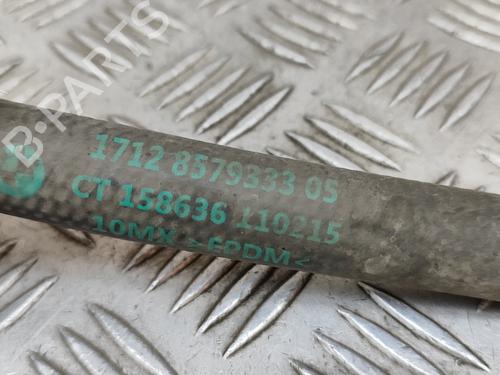 B-PARTS
1712 8579333 05
CT 158636 110215
10MX >EPDM<